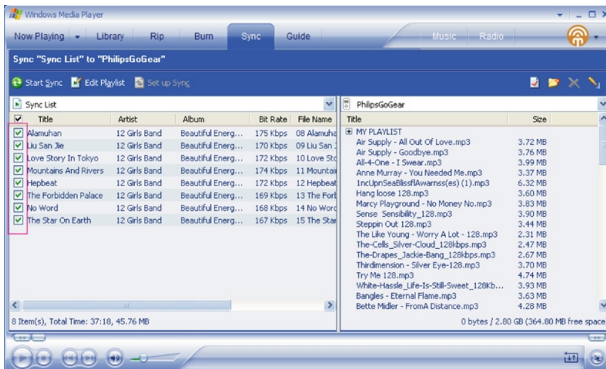 Windows Media Player
Now Playing Library Rip Burn Sync Guide Music Radio
Sync "Sync List" to "PhilipsGoGear"
Start Sync Edit Playlist Set up Sync
Sync List
Title Artist Album Bit Rate File Name
Alamuhan 12 Girls Band Beautiful Energ... 175 Kbps 08 Alamuha
Liu San Jie 12 Girls Band Beautiful Energ... 170 Kbps 09 Liu San J
Love Story In Tokyo 12 Girls Band Beautiful Energ... 172 Kbps 10 Love Sto
Mountains And Rivers 12 Girls Band Beautiful Energ... 174 Kbps 11 Mountain
Hepbeat 12 Girls Band Beautiful Energ... 172 Kbps 12 Hepbeat
The Forbidden Palace 12 Girls Band Beautiful Energ... 169 Kbps 13 The Forb
No Word 12 Girls Band Beautiful Energ... 166 Kbps 14 No Word
The Star On Earth 12 Girls Band Beautiful Energ... 167 Kbps 15 The Star
8 Item(s), Total Time: 37:18, 45.76 MB
PhilipsGoGear
Title Size
MY PLAYLIST
Air Supply - All Out Of Love.mp3 3.72 MB
Air Supply - Goodbye.mp3 3.76 MB
All-4-One - I Swear.mp3 3.99 MB
Anne Murray - You Needed Me.mp3 3.37 MB
1ncUpnSeaBlissflAwarnss(es) (1).mp3 6.32 MB
Hang loose 128.mp3 3.60 MB
Marcy Playground - No Money No.mp3 3.83 MB
Sense Sensibility_128.mp3 3.90 MB
Steppin Out 128.mp3 3.44 MB
The Like Young - Worry A Lot - 128.mp3 2.31 MB
The-Cells_Silver-Cloud_128kbps.mp3 2.47 MB
The-Drapes_Jackie-Bang_128kbps.mp3 2.67 MB
Thirdimension - Silver Eye-128.mp3 3.70 MB
Try Me 128.mp3 4.74 MB
White-Hassle_Life-Is-Still-Sweet_128Kb... 3.93 MB
Bangles - Eternal Flame.mp3 3.63 MB
Bette Midler - FromA Distance.mp3 4.28 MB
0 bytes / 2.80 GB (364.80 MB free space